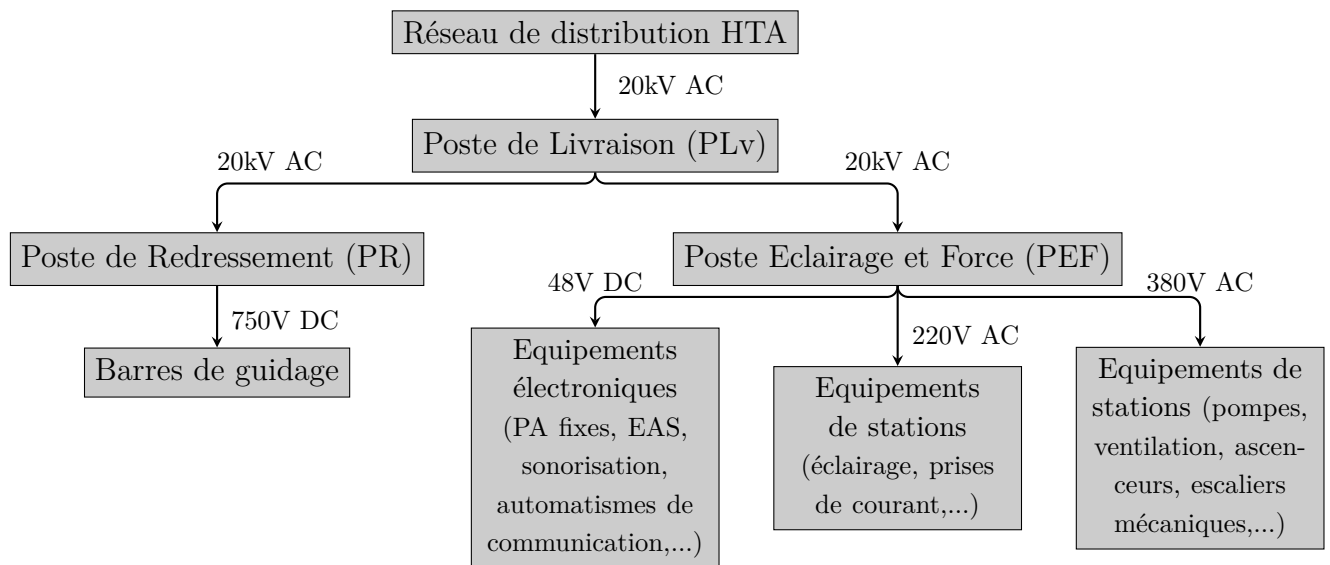 Réseau de distribution HTA
20kV AC
Poste de Livraison (PLv)
20kV AC
20kV AC
Poste de Redressement (PR)
Poste Eclairage et Force (PEF)
750V DC
48V DC
220V AC
380V AC
Barres de guidage
Equipements
électroniques
(PA fixes, EAS,
sonorisation,
automatismes de
communication,...)
Equipements
de stations
(éclairage, prises
de courant,...)
Equipements de
stations (pompes,
ventilation, ascen-
ceurs, escaliers
mécaniques,...)